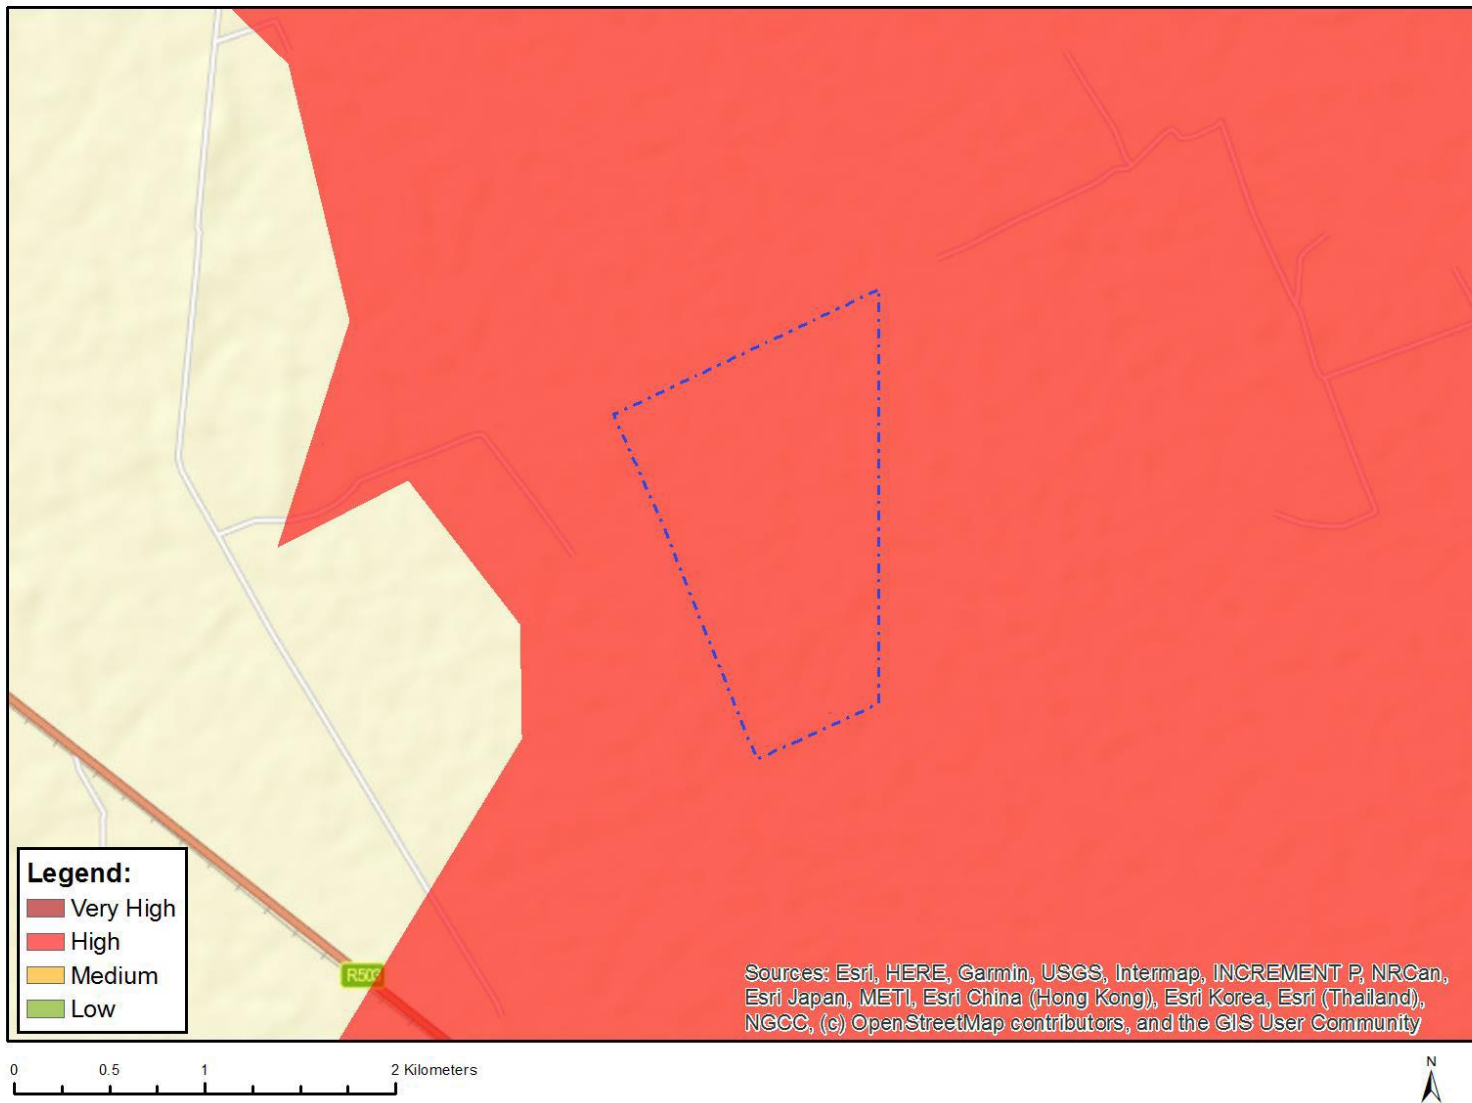 Legend:
Very High
High
Medium
Low
R503
Sources: Esri, HERE, Garmin, USGS, Intermap, INCREMENT P, NRCan,
Esri Japan, METI, Esri China (Hong Kong), Esri Korea, Esri (Thailand),
NGCC, (c) OpenStreetMap contributors, and the GIS User Community
0 0.5 1 2 Kilometers
N